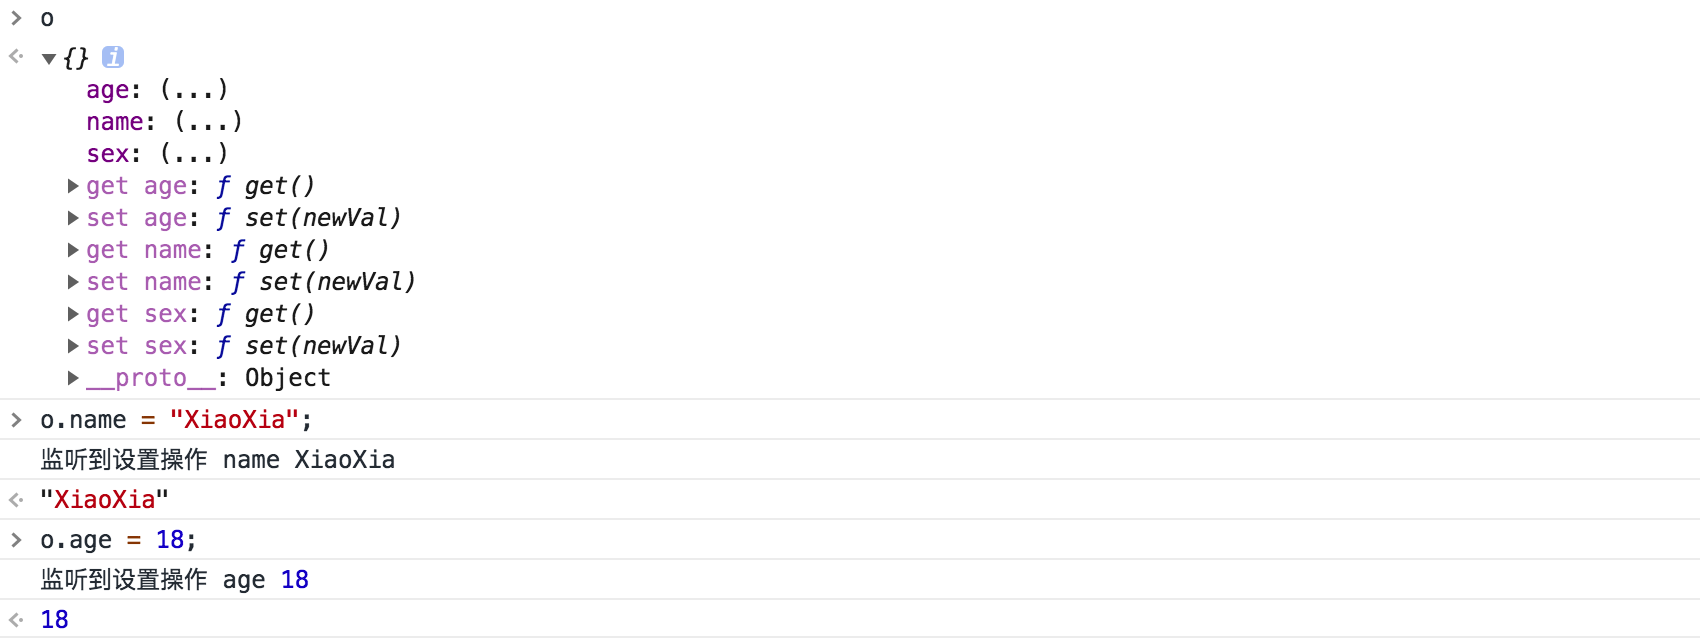 > o
{} i
age: (...)
name: (...)
sex: (...)
get age: ƒ get()
set age: ƒ set(newVal)
get name: ƒ get()
set name: ƒ set(newVal)
get sex: ƒ get()
set sex: ƒ set(newVal)
__proto__: Object
> o.name = "XiaoXia";
监听到设置操作 name XiaoXia
"XiaoXia"
> o.age = 18;
监听到设置操作 age 18
18